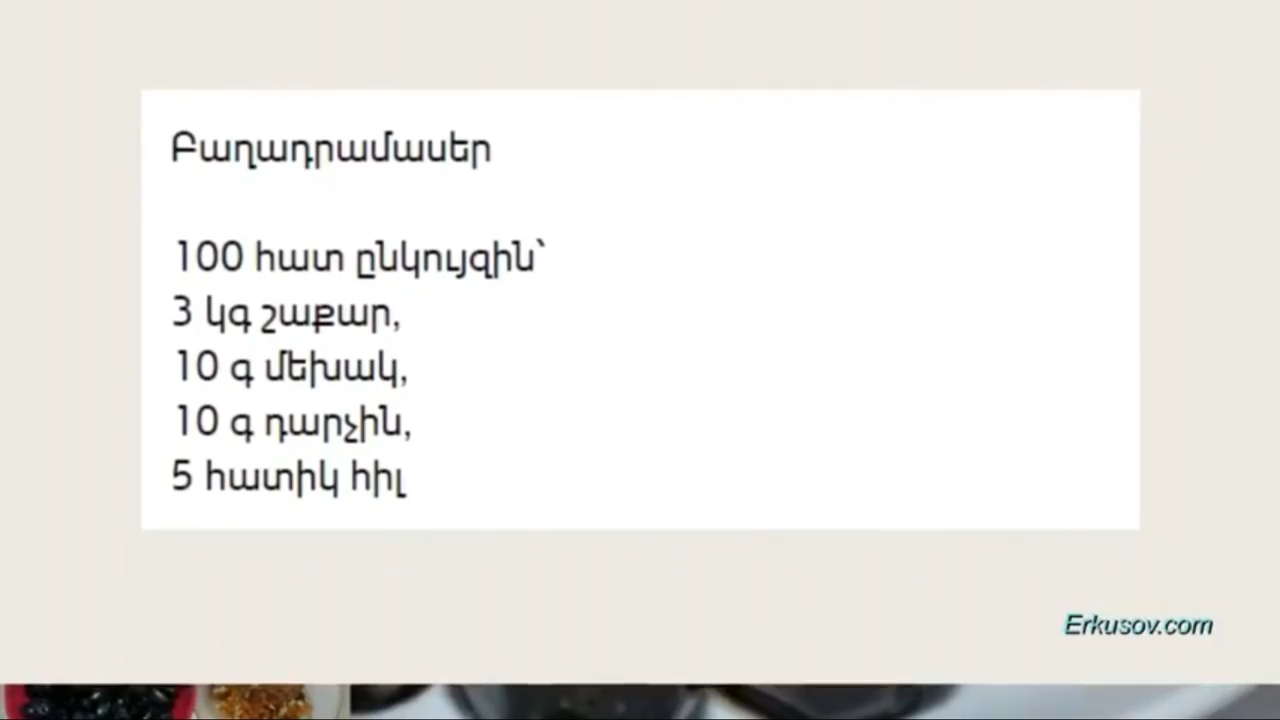 Բաղադրամասեր
100 հատ ընկույզին՝
3 կգ շաքար,
10 գ մեխակ,
10 գ դարչին,
5 հատիկ հիլ
Erkusov.com